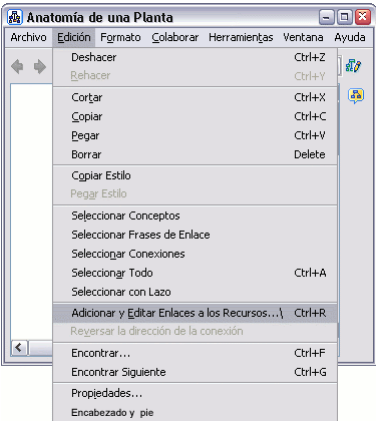 Anatomía de una Planta
Archivo Edición Formato Colaborar Herramientas Ventana Ayuda
Deshacer Ctrl+Z
Rehacer Ctrl+Y
Cortar Ctrl+X
Copiar Ctrl+C
Pegar Ctrl+V
Borrar Delete
Copiar Estilo
Pegar Estilo
Seleccionar Conceptos
Seleccionar Frases de Enlace
Seleccionar Conexiones
Seleccionar Todo Ctrl+A
Seleccionar con Lazo
Adicionar y Editar Enlaces a los Recursos...\ Ctrl+R
Reversar la dirección de la conexión
Encontrar... Ctrl+F
Encontrar Siguiente Ctrl+G
Propiedades...
Encabezado y pie